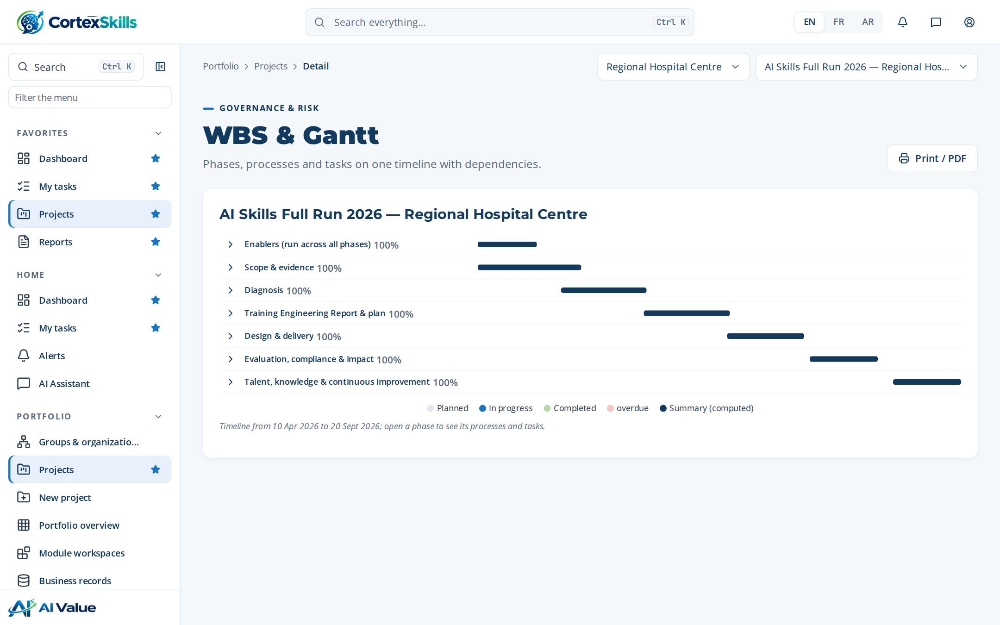 CortexSkills
Search everything...
Ctrl K
EN FR AR
Search
Ctrl K
Filter the menu
FAVORITES
Dashboard
My tasks
Projects
Reports
HOME
Dashboard
My tasks
Alerts
AI Assistant
PORTFOLIO
Groups & organizatio...
Projects
New project
Portfolio overview
Module workspaces
Business records
AI Value
Portfolio > Projects > Detail
Regional Hospital Centre
AI Skills Full Run 2026 — Regional Hos...
GOVERNANCE & RISK
WBS & Gantt
Phases, processes and tasks on one timeline with dependencies.
Print / PDF
AI Skills Full Run 2026 — Regional Hospital Centre
Enablers (run across all phases) 100%
Scope & evidence 100%
Diagnosis 100%
Training Engineering Report & plan 100%
Design & delivery 100%
Evaluation, compliance & impact 100%
Talent, knowledge & continuous improvement 100%
Planned In progress Completed overdue Summary (computed)
Timeline from 10 Apr 2026 to 20 Sept 2026; open a phase to see its processes and tasks.